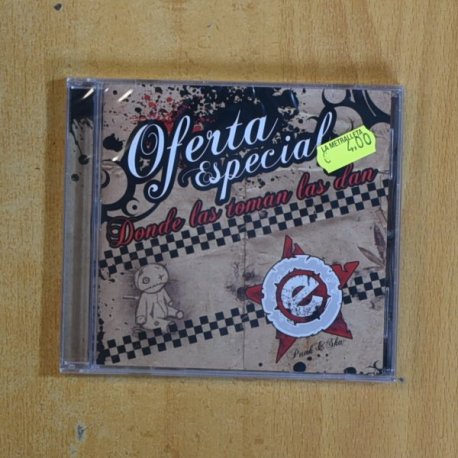 Oferta
Especial
LA METRALLETA
€ 4,00
Donde las toman las dan
e
Punk & Ska